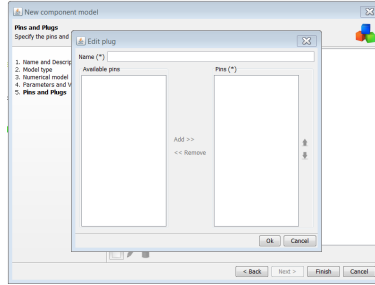 New component model
Pins and Plugs
Specify the pins and
Edit plug
Name (*)
Available pins
Pins (*)
1. Name and Descrip
2. Model type
3. Numerical model
4. Parameters and V
5. Pins and Plugs
Add >>
<< Remove
Ok
Cancel
< Back
Next >
Finish
Cancel